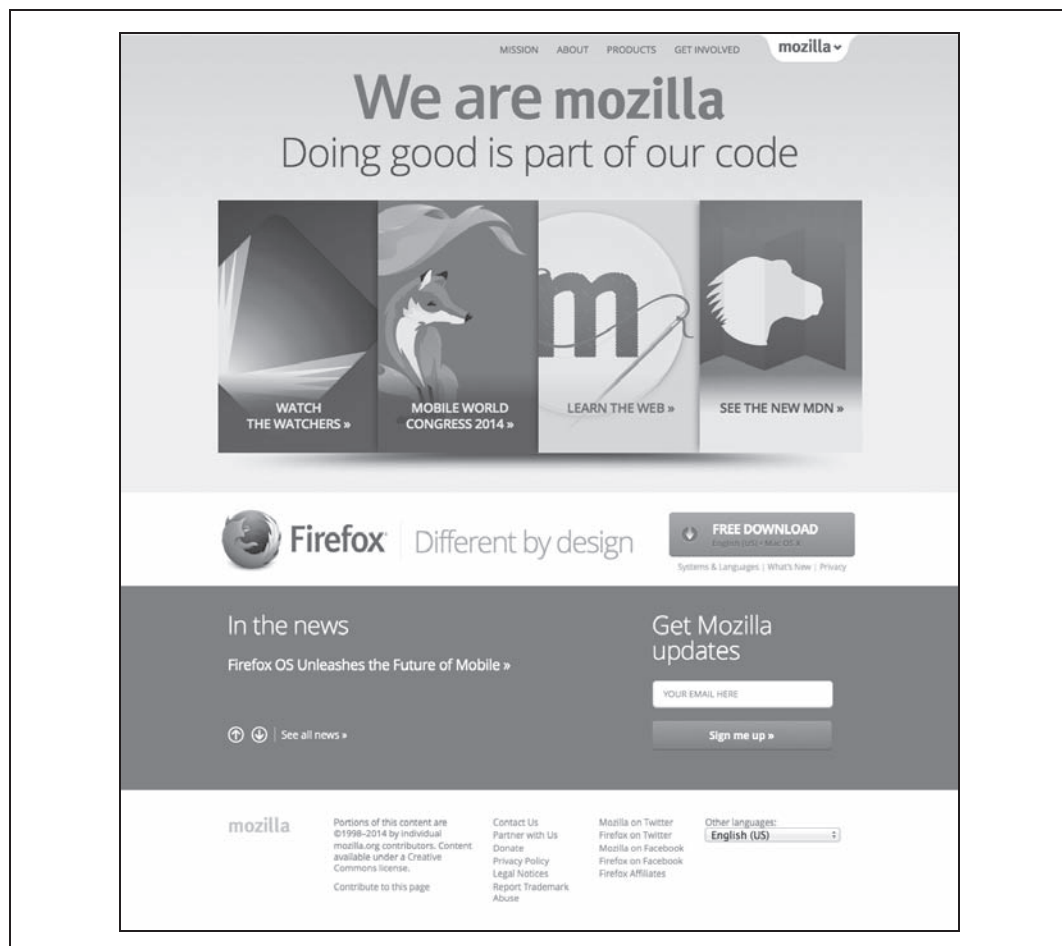 MISSION ABOUT PRODUCTS GET INVOLVED mozilla
We are mozilla
Doing good is part of our code
WATCH
THE WATCHERS »
MOBILE WORLD
CONGRESS 2014 »
m
LEARN THE WEB »
SEE THE NEW MDN »
Firefox Different by design
FREE DOWNLOAD
English (US) • Mac OS X
Systems & Languages | What's New | Privacy
In the news
Firefox OS Unleashes the Future of Mobile »
See all news »
Get Mozilla
updates
YOUR EMAIL HERE
Sign me up »
mozilla
Portions of this content are
©1998–2014 by individual
mozilla.org contributors. Content
available under a Creative
Commons license.
Contribute to this page
Contact Us
Partner with Us
Donate
Privacy Policy
Legal Notices
Report Trademark
Abuse
Mozilla on Twitter
Firefox on Twitter
Mozilla on Facebook
Firefox on Facebook
Firefox Affiliates
Other languages:
English (US)